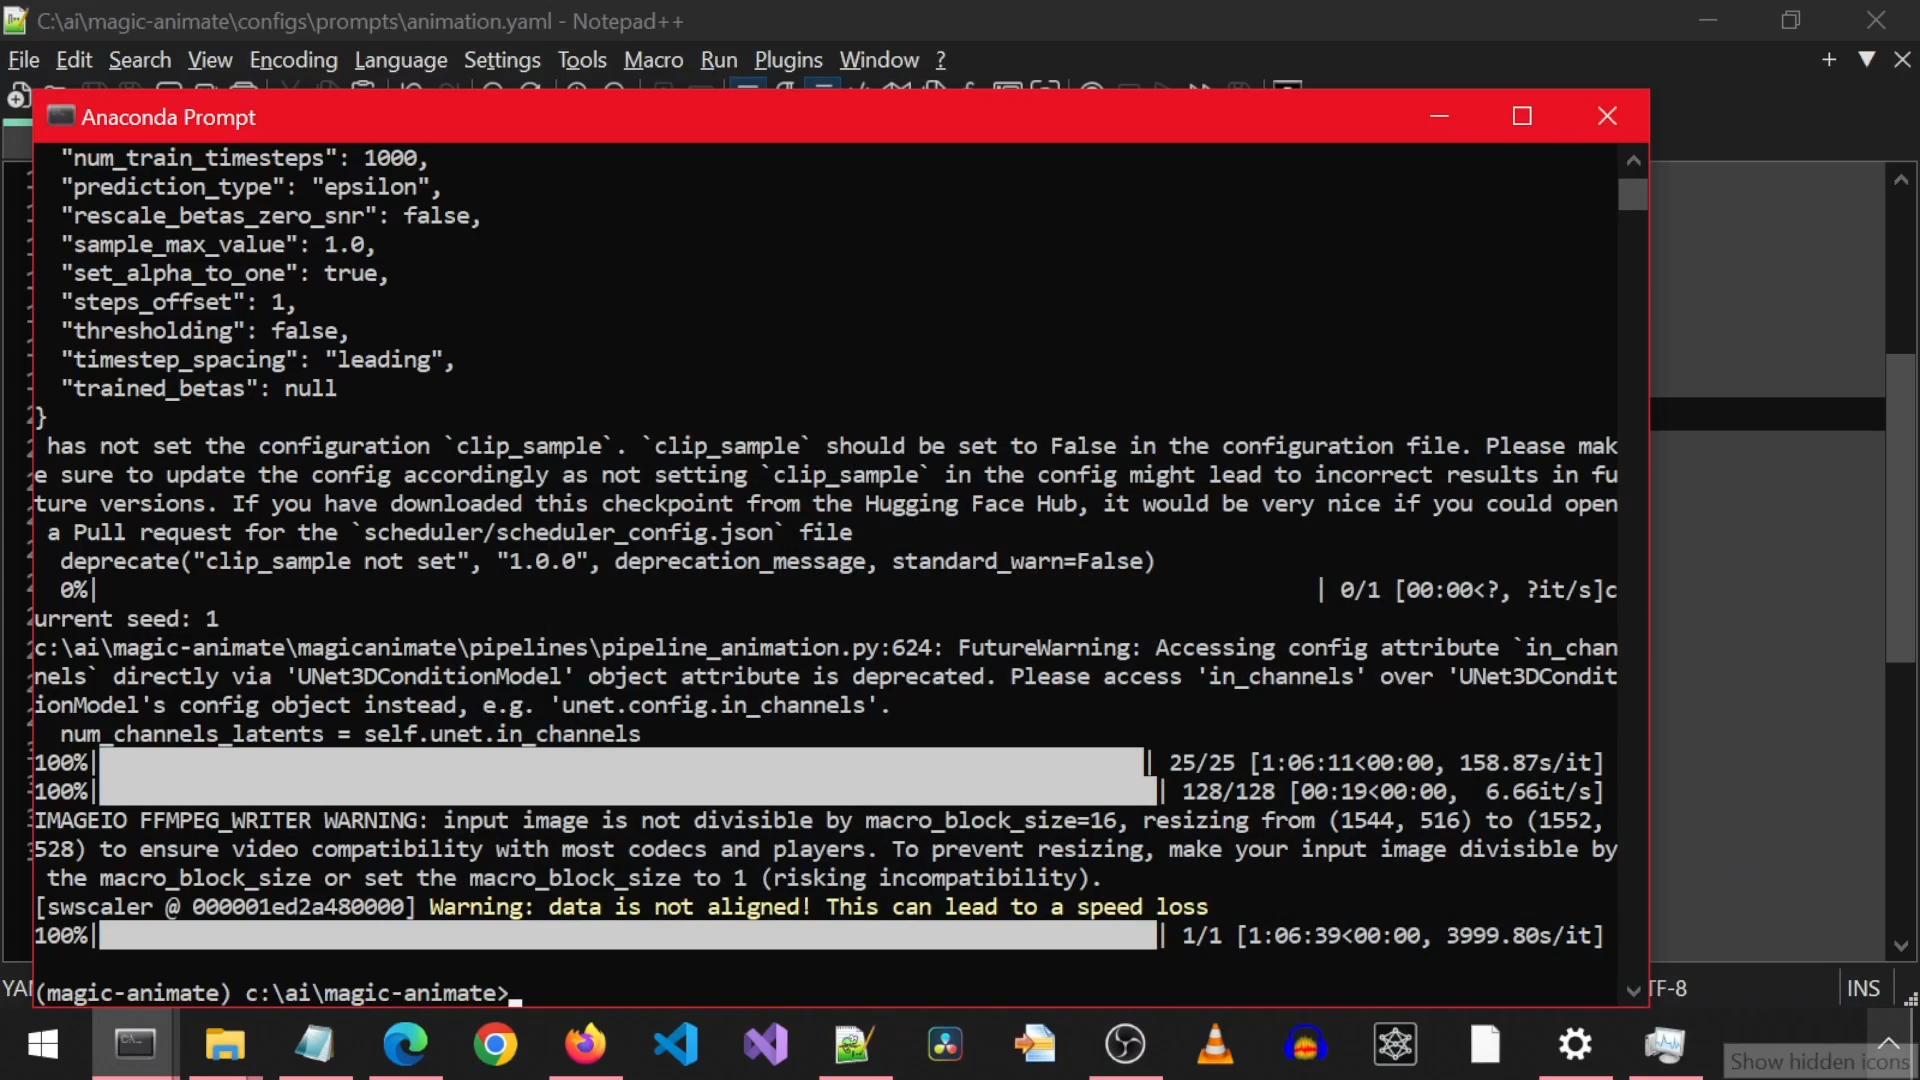 C:\ai\magic-animate\configs\prompts\animation.yaml - Notepad++
File Edit Search View Encoding Language Settings Tools Macro Run Plugins Window ?
Anaconda Prompt
"num_train_timesteps": 1000,
"prediction_type": "epsilon",
"rescale_betas_zero_snr": false,
"sample_max_value": 1.0,
"set_alpha_to_one": true,
"steps_offset": 1,
"thresholding": false,
"timestep_spacing": "leading",
"trained_betas": null
}
has not set the configuration `clip_sample`. `clip_sample` should be set to False in the configuration file. Please mak
e sure to update the config accordingly as not setting `clip_sample` in the config might lead to incorrect results in fu
ture versions. If you have downloaded this checkpoint from the Hugging Face Hub, it would be very nice if you could open
a Pull request for the `scheduler/scheduler_config.json` file
deprecate("clip_sample not set", "1.0.0", deprecation_message, standard_warn=False)
0%| | 0/1 [00:00<?, ?it/s]c
urrent seed: 1
c:\ai\magic-animate\magicanimate\pipelines\pipeline_animation.py:624: FutureWarning: Accessing config attribute `in_chan
nels` directly via 'UNet3DConditionModel' object attribute is deprecated. Please access 'in_channels' over 'UNet3DCondit
ionModel's config object instead, e.g. 'unet.config.in_channels'.
num_channels_latents = self.unet.in_channels
100%| | 25/25 [1:06:11<00:00, 158.87s/it]
100%| | 128/128 [00:19<00:00, 6.66it/s]
IMAGEIO FFMPEG_WRITER WARNING: input image is not divisible by macro_block_size=16, resizing from (1544, 516) to (1552,
528) to ensure video compatibility with most codecs and players. To prevent resizing, make your input image divisible by
the macro_block_size or set the macro_block_size to 1 (risking incompatibility).
[swscaler @ 000001ed2a480000] Warning: data is not aligned! This can lead to a speed loss
100%| | 1/1 [1:06:39<00:00, 3999.80s/it]
(magic-animate) c:\ai\magic-animate>
TF-8 INS
Show hidden icons